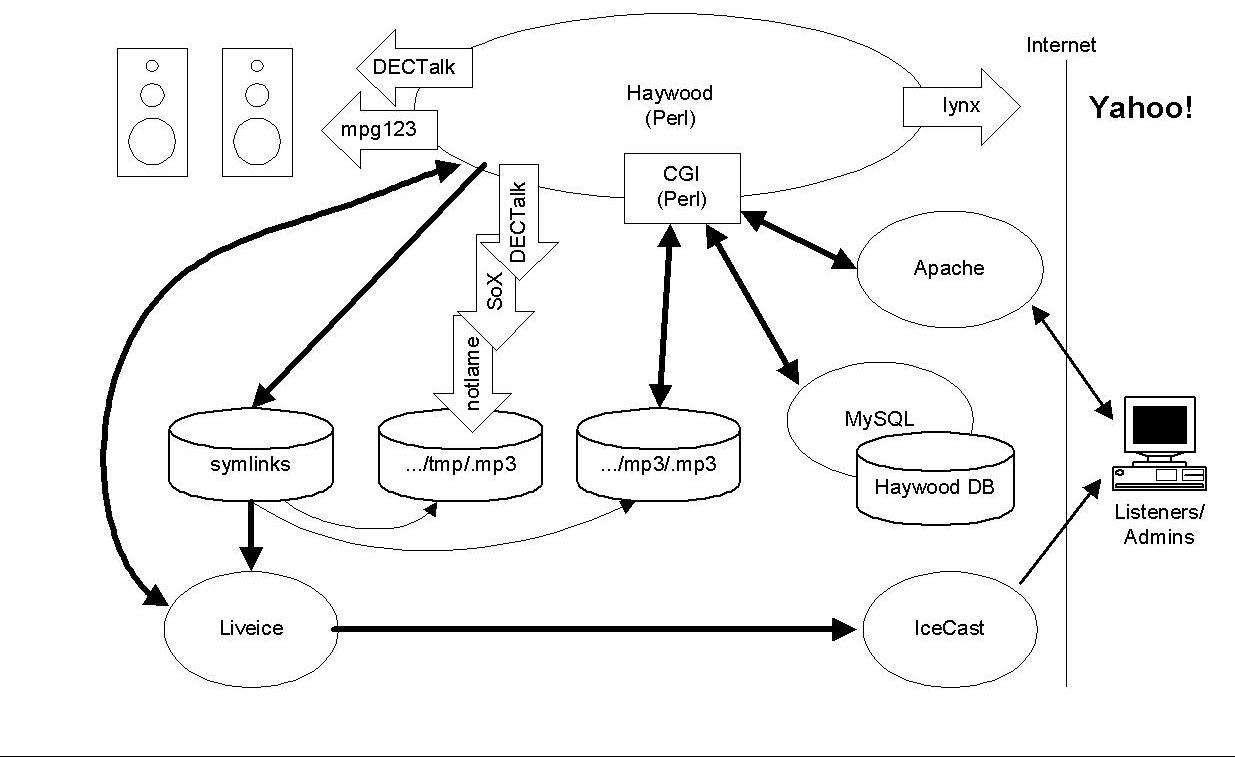 Internet
DECTalk
Haywood
(Perl)
lynx
Yahoo!
mpg123
CGI
(Perl)
DECTalk
SoX
notlame
Apache
MySQL
symlinks
.../tmp/.mp3
.../mp3/.mp3
Haywood DB
Listeners/
Admins
Liveice
IceCast